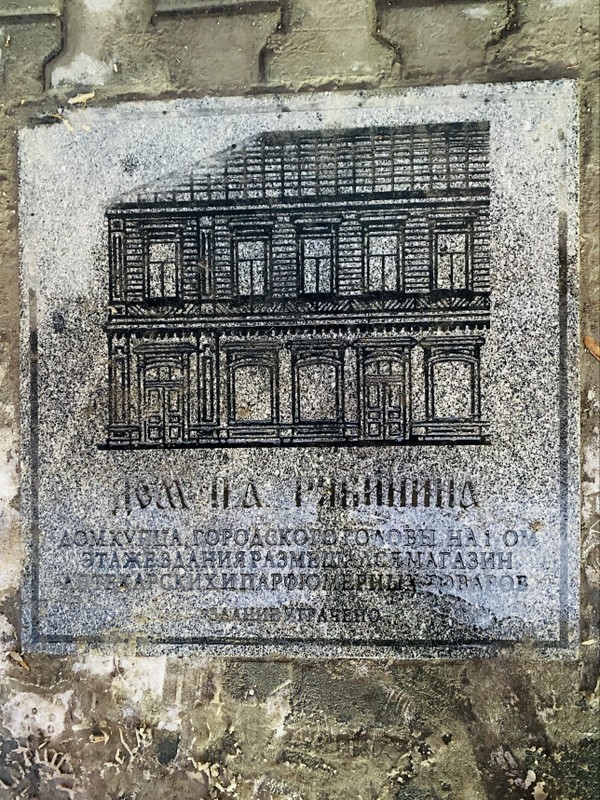 ДОМ П.А. РЯБИНИНА
ДОМ КУПЦА, ГОРОДСКОГО ГОЛОВЫ. НА 1-ОМ
ЭТАЖЕ ЗДАНИЯ РАЗМЕЩАЛСЯ МАГАЗИН
АПТЕКАРСКИХ И ПАРФЮМЕРНЫХ ТОВАРОВ
ЗДАНИЕ УТРАЧЕНО